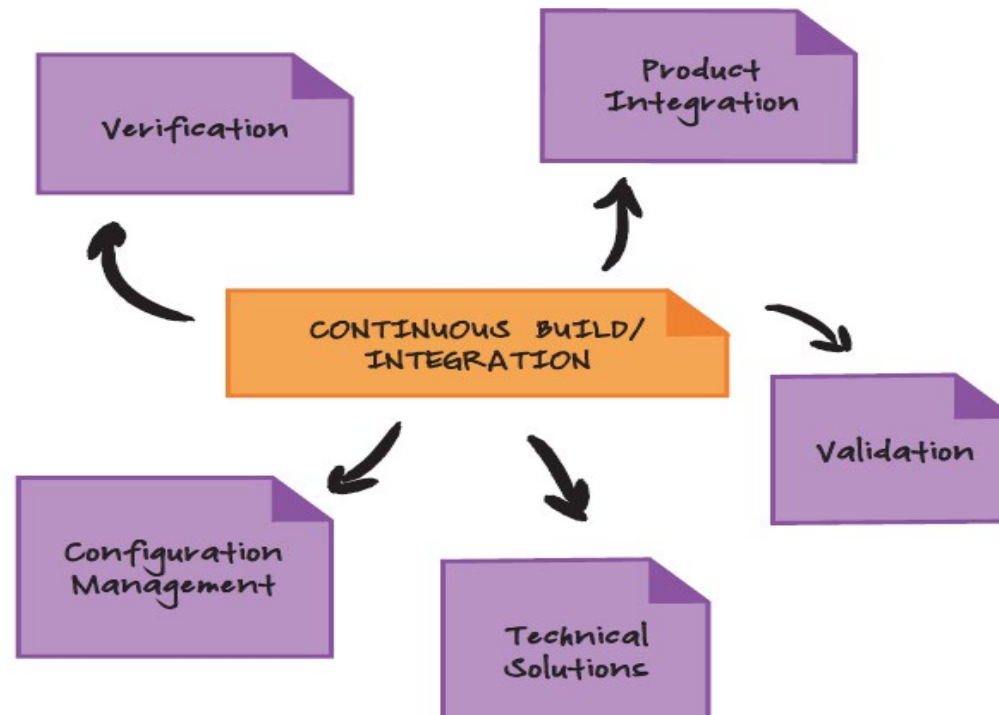 Product
Integration
Verification
CONTINUOUS BUILD/
INTEGRATION
Validation
Configuration
Management
Technical
Solutions